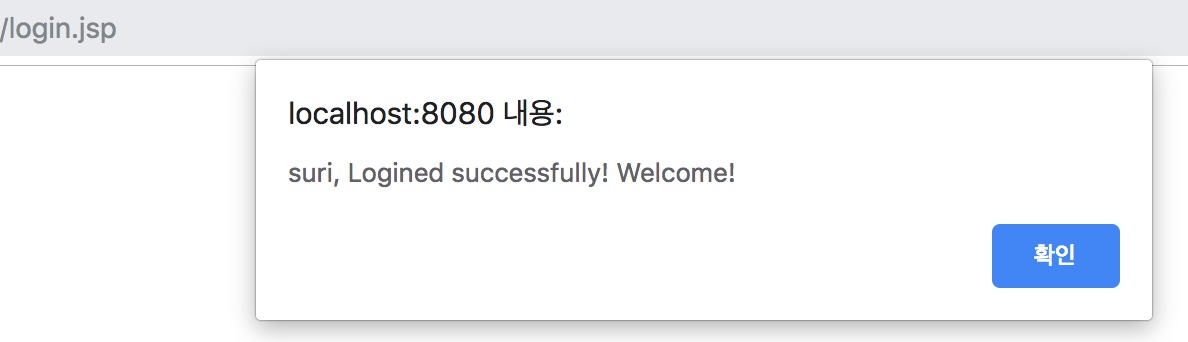 /login.jsp
localhost:8080 내용:
suri, Logined successfully! Welcome!
확인